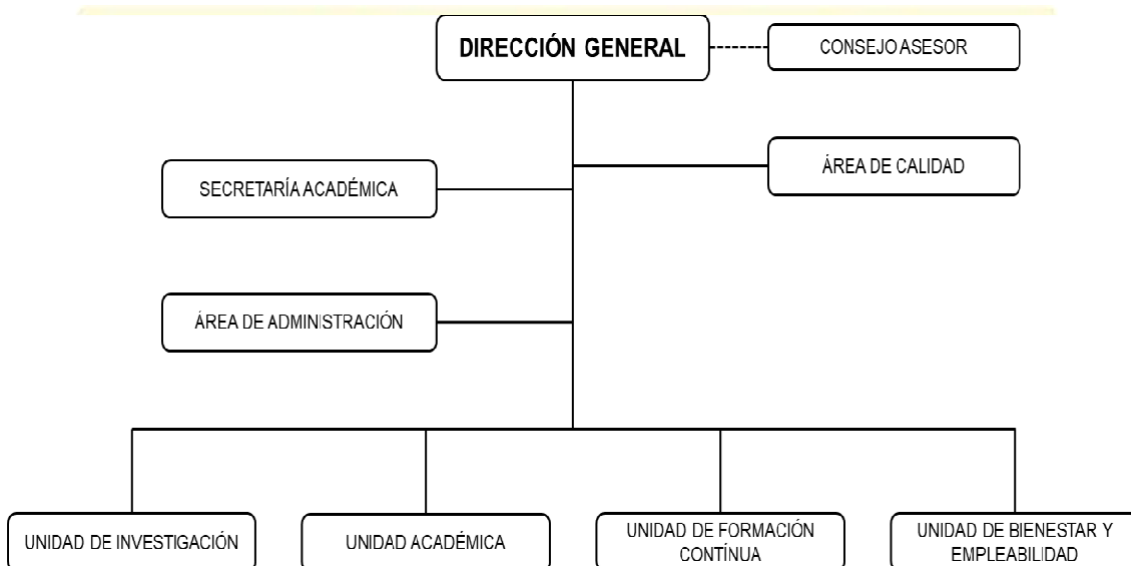 DIRECCIÓN GENERAL
CONSEJO ASESOR
ÁREA DE CALIDAD
SECRETARÍA ACADÉMICA
ÁREA DE ADMINISTRACIÓN
UNIDAD DE INVESTIGACIÓN
UNIDAD ACADÉMICA
UNIDAD DE FORMACIÓN
CONTÍNUA
UNIDAD DE BIENESTAR Y
EMPLEABILIDAD